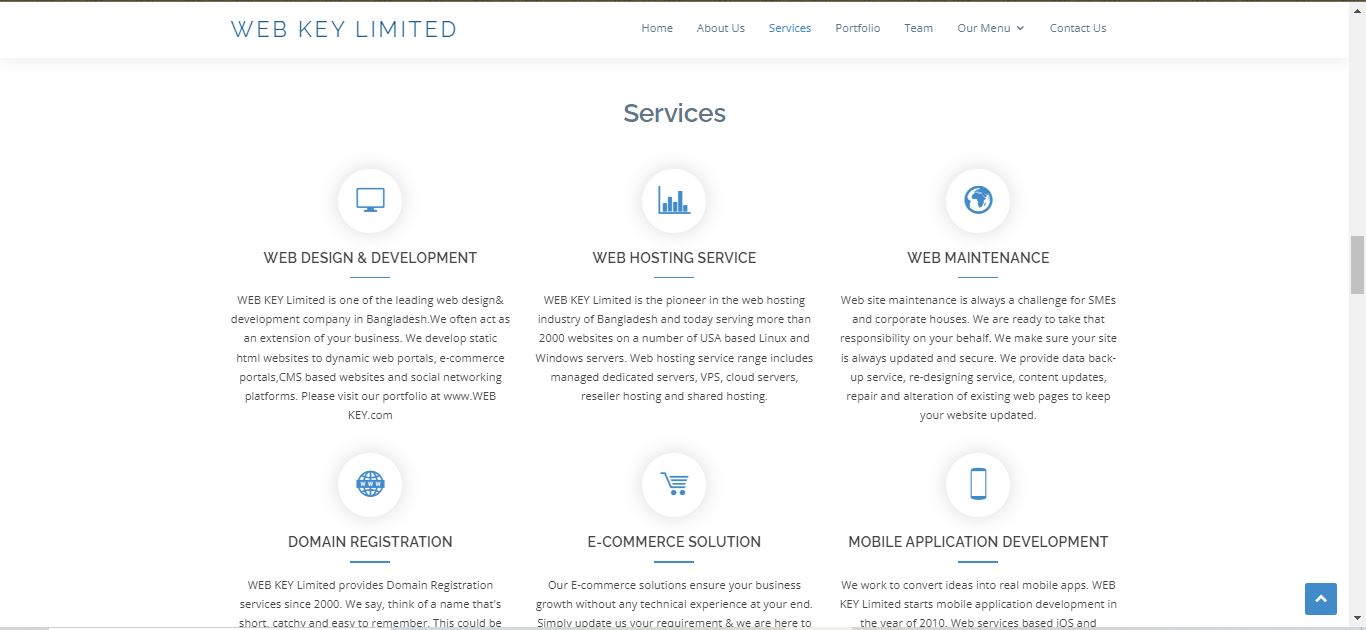 WEB KEY LIMITED
Home About Us Services Portfolio Team Our Menu Contact Us
Services
WEB DESIGN & DEVELOPMENT
WEB KEY Limited is one of the leading web design&
development company in Bangladesh.We often act as
an extension of your business. We develop static
html websites to dynamic web portals, e-commerce
portals,CMS based websites and social networking
platforms. Please visit our portfolio at www.WEB
KEY.com
WEB HOSTING SERVICE
WEB KEY Limited is the pioneer in the web hosting
industry of Bangladesh and today serving more than
2000 websites on a number of USA based Linux and
Windows servers. Web hosting service range includes
managed dedicated servers, VPS, cloud servers,
reseller hosting and shared hosting.
WEB MAINTENANCE
Web site maintenance is always a challenge for SMEs
and corporate houses. We are ready to take that
responsibility on your behalf. We make sure your site
is always updated and secure. We provide data back-
up service, re-designing service, content updates,
repair and alteration of existing web pages to keep
your website updated.
WWW
DOMAIN REGISTRATION
WEB KEY Limited provides Domain Registration
services since 2000. We say, think of a name that's
short, catchy and easy to remember. This could be
E-COMMERCE SOLUTION
Our E-commerce solutions ensure your business
growth without any technical experience at your end.
Simply update us your requirement & we are here to
MOBILE APPLICATION DEVELOPMENT
We work to convert ideas into real mobile apps. WEB
KEY Limited starts mobile application development in
the year of 2010. Web services based iOS and